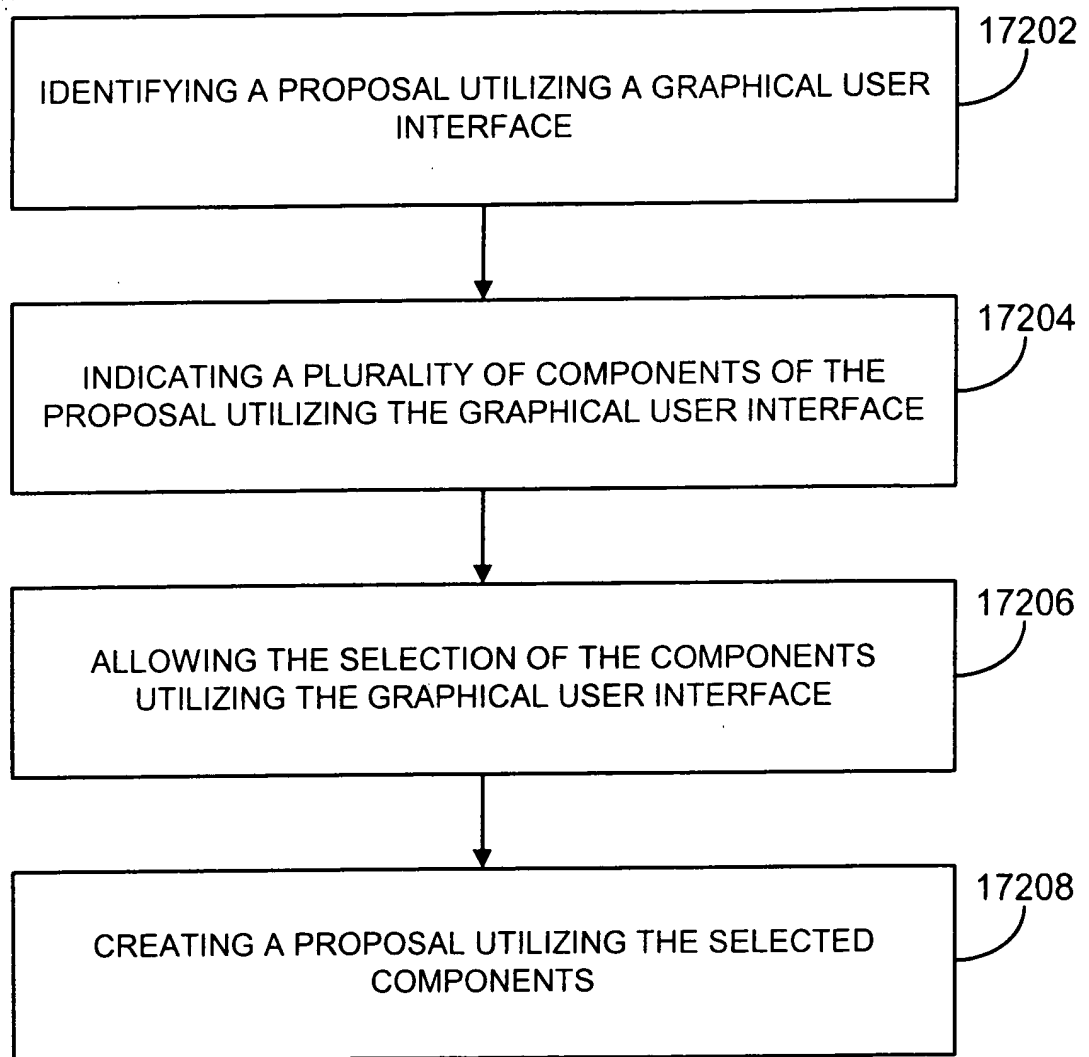 17202
IDENTIFYING A PROPOSAL UTILIZING A GRAPHICAL USER
INTERFACE
17204
INDICATING A PLURALITY OF COMPONENTS OF THE
PROPOSAL UTILIZING THE GRAPHICAL USER INTERFACE
17206
ALLOWING THE SELECTION OF THE COMPONENTS
UTILIZING THE GRAPHICAL USER INTERFACE
17208
CREATING A PROPOSAL UTILIZING THE SELECTED
COMPONENTS